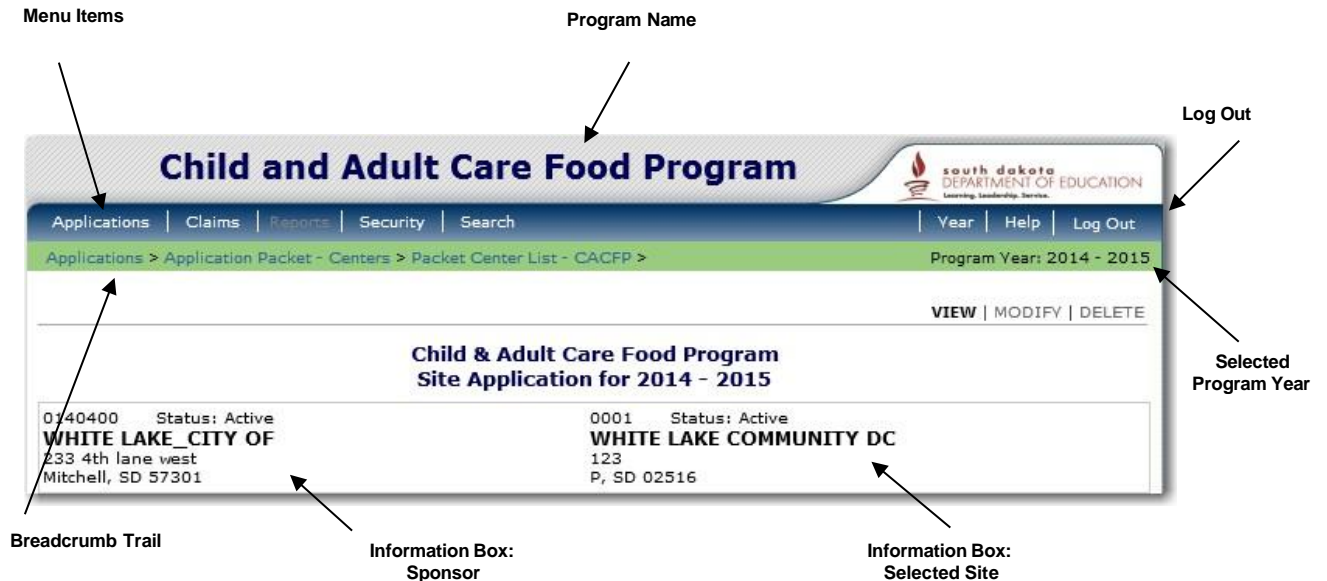 Menu Items
Program Name
Log Out
Child and Adult Care Food Program
south dakota
DEPARTMENT OF EDUCATION
Learning. Leadership. Service.
Applications | Claims | Reports | Security | Search | Year | Help | Log Out
Applications > Application Packet - Centers > Packet Center List - CACFP > Program Year: 2014 - 2015
VIEW | MODIFY | DELETE
Child & Adult Care Food Program
Site Application for 2014 - 2015
Selected
Program Year
0140400 Status: Active
WHITE LAKE_CITY OF
233 4th lane west
Mitchell, SD 57301
0001 Status: Active
WHITE LAKE COMMUNITY DC
123
P, SD 02516
Breadcrumb Trail
Information Box:
Sponsor
Information Box:
Selected Site